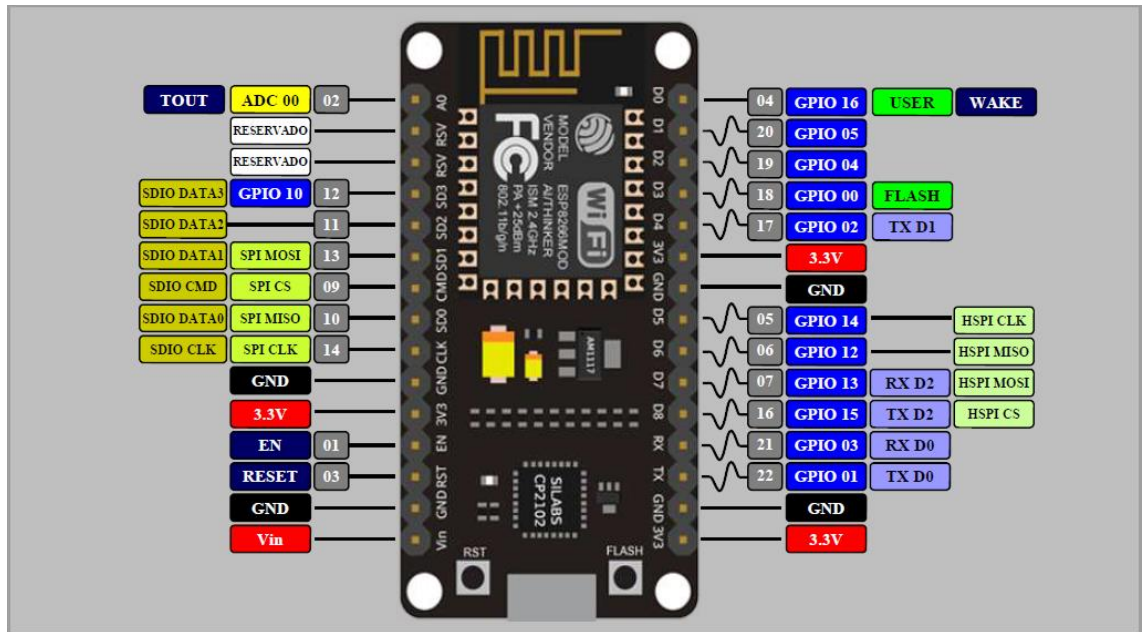 TOUT ADC 00 02 A0
RESERVADO RSV
RESERVADO RSV
SDIO DATA3 GPIO 10 12 SD3
SDIO DATA2 11 SD2
SDIO DATA1 SPI MOSI 13 SD1
SDIO CMD SPI CS 09 CMD
SDIO DATA0 SPI MISO 10 SD0
SDIO CLK SPI CLK 14 CLK
GND GND
3.3V 3V3
EN 01 EN
RESET 03 RST
GND GND
Vin Vin
MODEL ESP8266MOD
VENDOR AI/THINKER
ISM 2.4GHz
PA +25dBm
802.11b/g/n
FC
Wi Fi
AM1117
SILABS
CP2102
RST
FLASH
D0 04 GPIO 16 USER WAKE
D1 20 GPIO 05
D2 19 GPIO 04
D3 18 GPIO 00 FLASH
D4 17 GPIO 02 TX D1
3V3 3.3V
GND GND
D5 05 GPIO 14 HSPI CLK
D6 06 GPIO 12 HSPI MISO
D7 07 GPIO 13 RX D2 HSPI MOSI
D8 16 GPIO 15 TX D2 HSPI CS
RX 21 GPIO 03 RX D0
TX 22 GPIO 01 TX D0
GND GND
3V3 3.3V